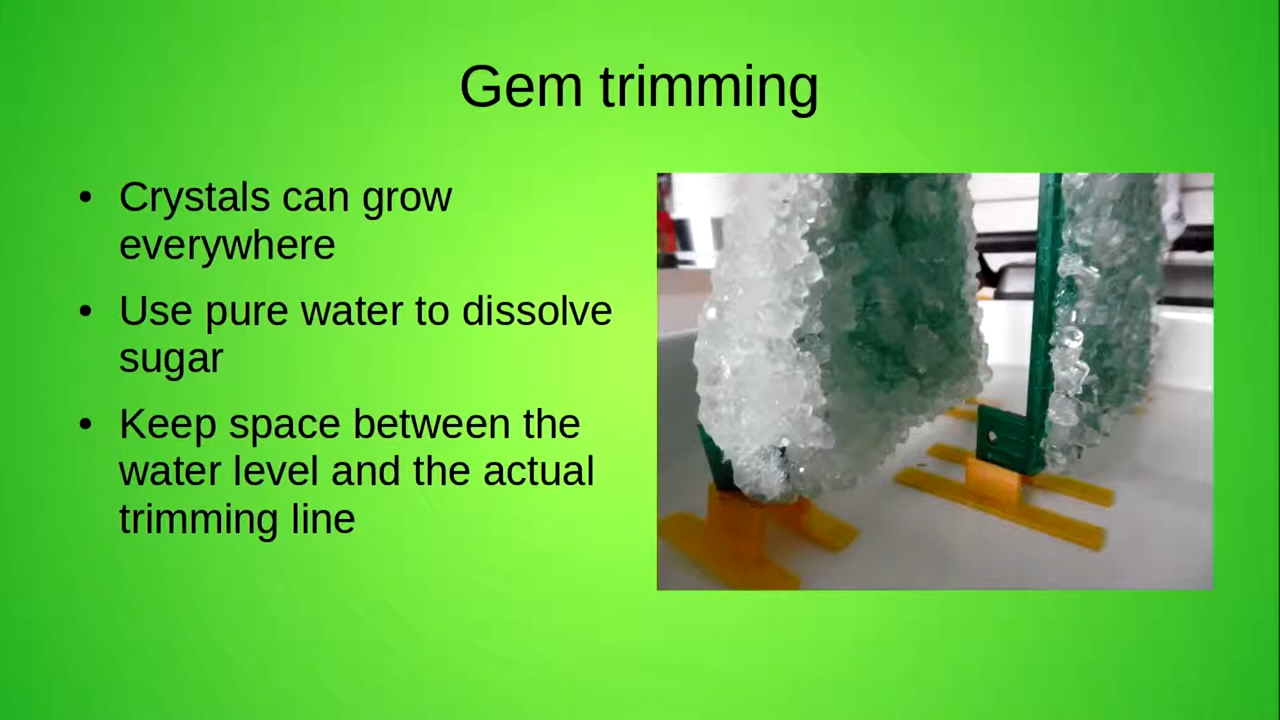 Gem trimming
• Crystals can grow
everywhere
• Use pure water to dissolve
sugar
• Keep space between the
water level and the actual
trimming line